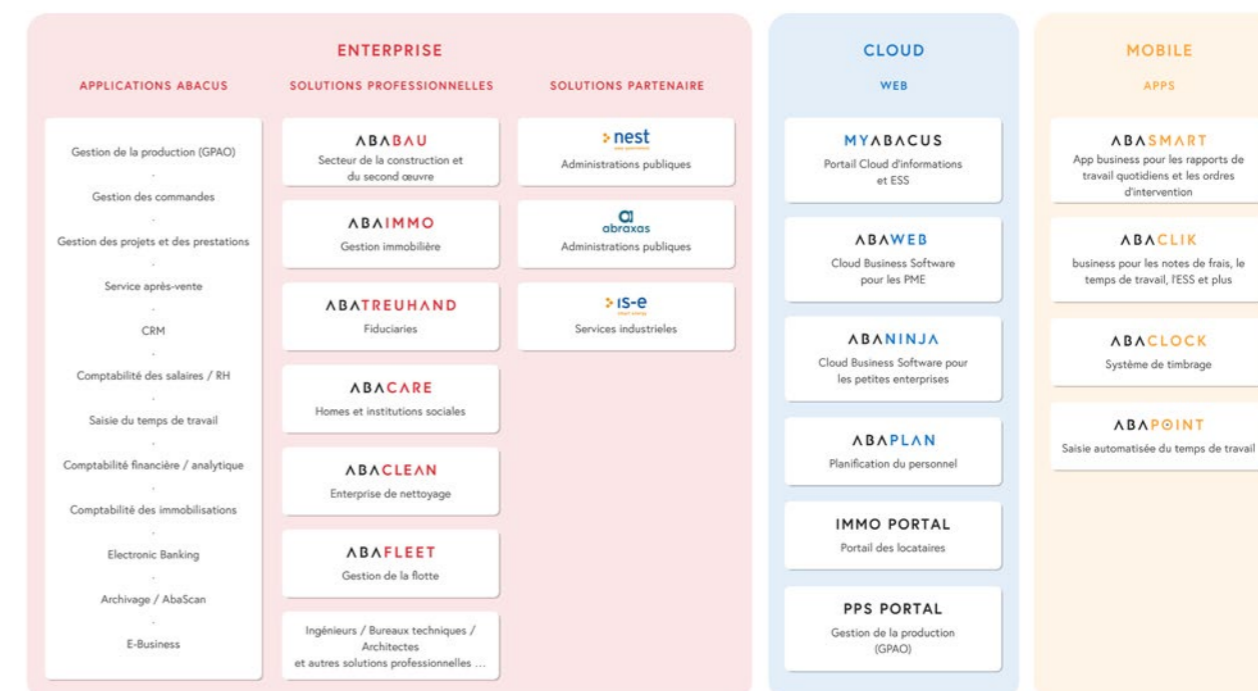 ENTERPRISE
APPLICATIONS ABACUS
Gestion de la production (GPAO)
Gestion des commandes
Gestion des projets et des prestations
Service après-vente
CRM
Comptabilité des salaires / RH
Saisie du temps de travail
Comptabilité financière / analytique
Comptabilité des immobilisations
Electronic Banking
Archivage / AbaScan
E-Business
SOLUTIONS PROFESSIONNELLES
ABABAU
Secteur de la construction et
du second œuvre
ABAIMMO
Gestion immobilière
ABATREUHAND
Fiduciaries
ABACARE
Homes et institutions sociales
ABACLEAN
Enterprise de nettoyage
ABAFLEET
Gestion de la flotte
Ingénieurs / Bureaux techniques /
Architectes
et autres solutions professionnelles ...
SOLUTIONS PARTENAIRE
nest
Administrations publiques
abraxas
Administrations publiques
is-e
Services industrieles
CLOUD
WEB
MYABACUS
Portail Cloud d'informations
et ESS
ABAWEB
Cloud Business Software
pour les PME
ABANINJA
Cloud Business Software pour
les petites enterprises
ABAPLAN
Planification du personnel
IMMO PORTAL
Portail des locataires
PPS PORTAL
Gestion de la production
(GPAO)
MOBILE
APPS
ABASMART
App business pour les rapports de
travail quotidiens et les ordres
d'intervention
ABACLIK
business pour les notes de frais, le
temps de travail, l'ESS et plus
ABACLOCK
Système de timbrage
ABAPOINT
Saisie automatisée du temps de travail